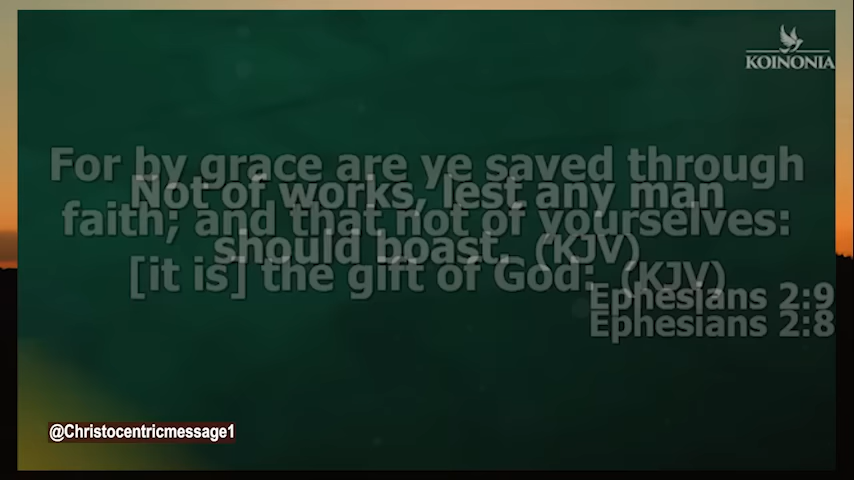 KOINONIA
For by grace are ye saved through
faith; and that not of yourselves:
[it is] the gift of God: (KJV)
Ephesians 2:8
Not of works, lest any man
should boast. (KJV)
Ephesians 2:9
@Christocentricmessage1